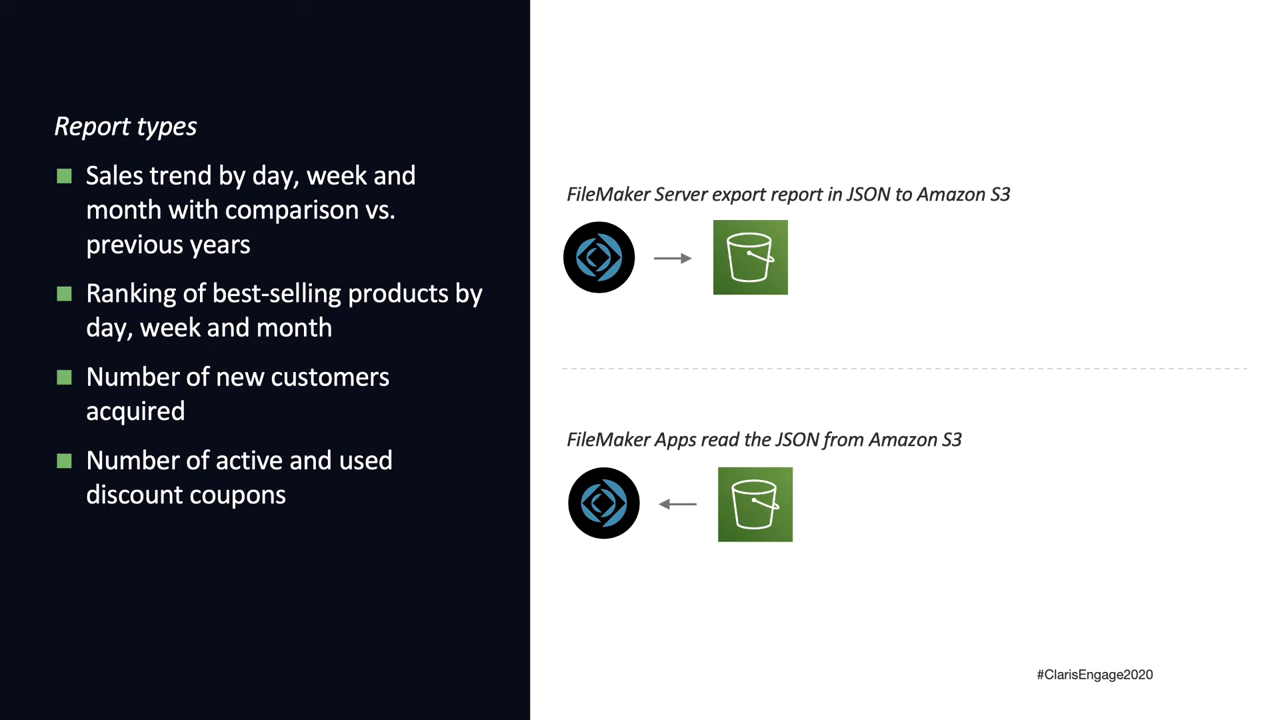 Report types
Sales trend by day, week and
month with comparison vs.
previous years
Ranking of best-selling products by
day, week and month
Number of new customers
acquired
Number of active and used
discount coupons
FileMaker Server export report in JSON to Amazon S3
FileMaker Apps read the JSON from Amazon S3
#ClarisEngage2020